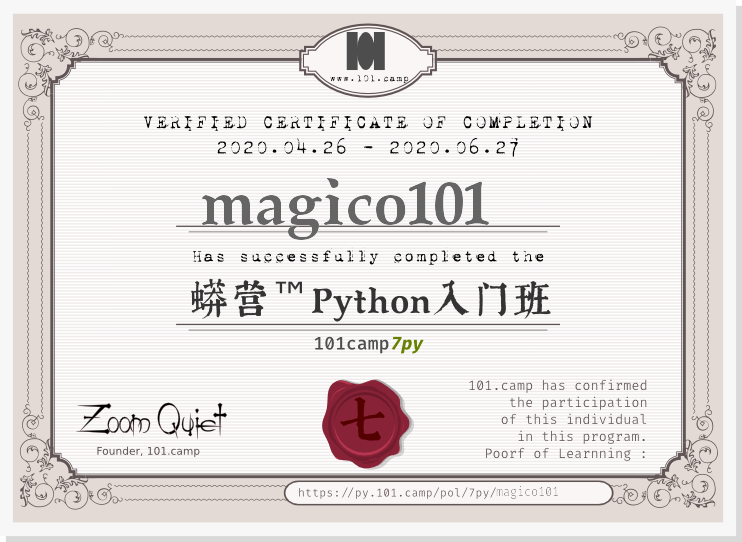 101
www.101.camp
VERIFIED CERTIFICATE OF COMPLETION
2020.04.26 - 2020.06.27
magico101
Has successfully completed the
蟒营™Python入门班
101camp7py
Zoom Quiet
Founder, 101.camp
七
101.camp has confirmed
the participation
of this individual
in this program.
Poorf of Learnning :
https://py.101.camp/pol/7py/magico101